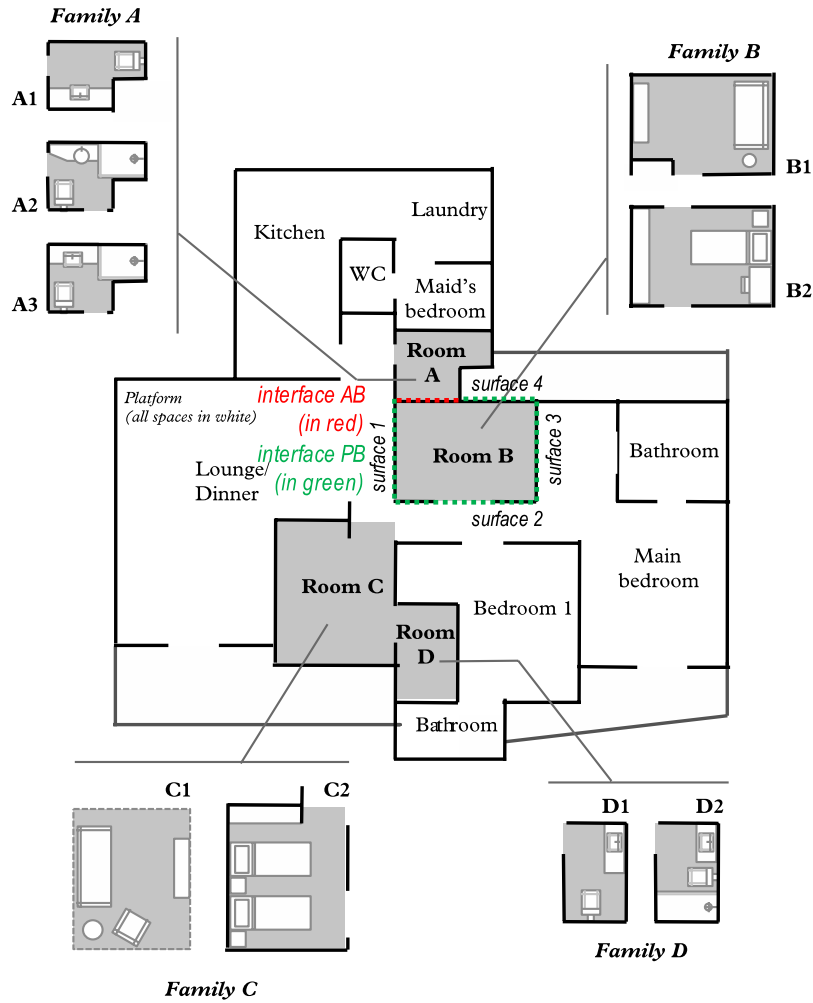 Family A
Family B
A1
A2
A3
B1
B2
Kitchen
Laundry
WC
Maid's
bedroom
Room
A
surface 4
Platform
(all spaces in white)
interface AB
(in red)
interface PB
(in green)
surface 1
Room B
surface 3
Bathroom
Lounge/
Dinner
surface 2
Main
bedroom
Room C
Bedroom 1
Room
D
Bathroom
C1
C2
D1
D2
Family D
Family C